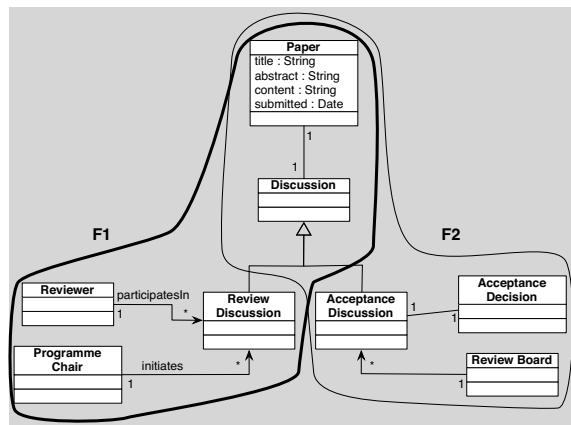 Paper
title : String
abstract : String
content : String
submitted : Date
1
1
Discussion
F1
F2
Reviewer
participatesIn
1
*
Review
Discussion
Acceptance
Discussion
1
1
Acceptance
Decision
Programme
Chair
initiates
1
*
*
1
Review Board